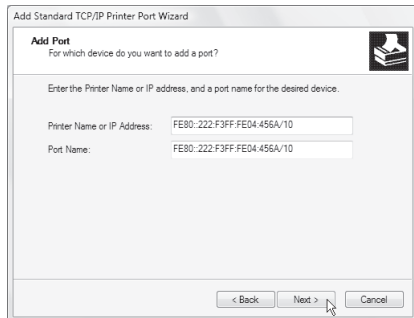 Add Standard TCP/IP Printer Port Wizard
Add Port
For which device do you want to add a port?
Enter the Printer Name or IP address, and a port name for the desired device.
Printer Name or IP Address: FE80::222:F3FF:FE04:456A/10
Port Name: FE80::222:F3FF:FE04:456A/10
< Back Next > Cancel